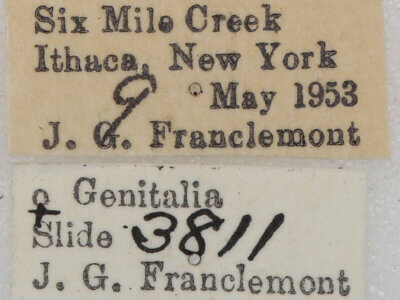 Six Mile Creek
Ithaca, New York
9 May 1953
J. G. Franclemont
♀ Genitalia
Slide 3811
J. G. Franclemont